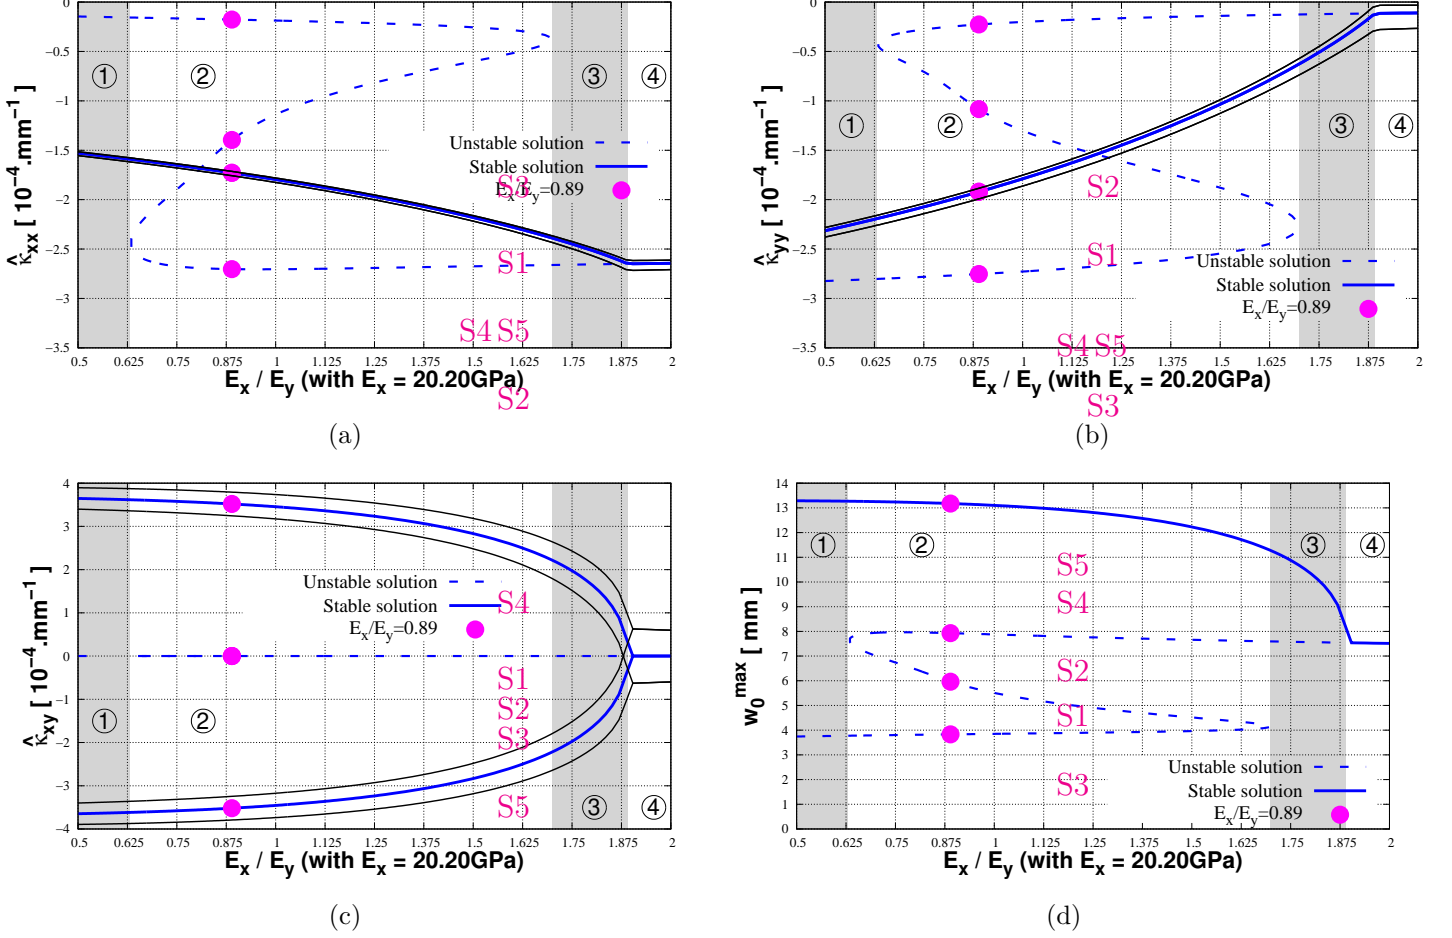 0
−0.5
−1
−1.5
−2
−2.5
−3
−3.5
0.5 0.625 0.75 0.875 1 1.125 1.25 1.375 1.5 1.625 1.75 1.875 2
κ̂xx [ 10⁻⁴.mm⁻¹ ]
① ② ③ ④
Unstable solution
Stable solution
Ex/Ey=0.89
S3
S1
S4 S5
S2
Ex / Ey (with Ex = 20.20GPa)
(a)
0
−0.5
−1
−1.5
−2
−2.5
−3
−3.5
0.5 0.625 0.75 0.875 1 1.125 1.25 1.375 1.5 1.625 1.75 1.875 2
κ̂yy [ 10⁻⁴.mm⁻¹ ]
① ② ③ ④
S2
S1
Unstable solution
Stable solution
Ex/Ey=0.89
S4 S5
S3
Ex / Ey (with Ex = 20.20GPa)
(b)
4
3
2
1
0
−1
−2
−3
−4
0.5 0.625 0.75 0.875 1 1.125 1.25 1.375 1.5 1.625 1.75 1.875 2
κ̂xy [ 10⁻⁴.mm⁻¹ ]
Unstable solution
Stable solution
Ex/Ey=0.89
S4
S1
S2
S3
S5
① ② ③ ④
Ex / Ey (with Ex = 20.20GPa)
(c)
14
13
12
11
10
9
8
7
6
5
4
3
2
1
0
0.5 0.625 0.75 0.875 1 1.125 1.25 1.375 1.5 1.625 1.75 1.875 2
w0max [ mm ]
① ② ③ ④
S5
S4
S2
S1
S3
Unstable solution
Stable solution
Ex/Ey=0.89
Ex / Ey (with Ex = 20.20GPa)
(d)